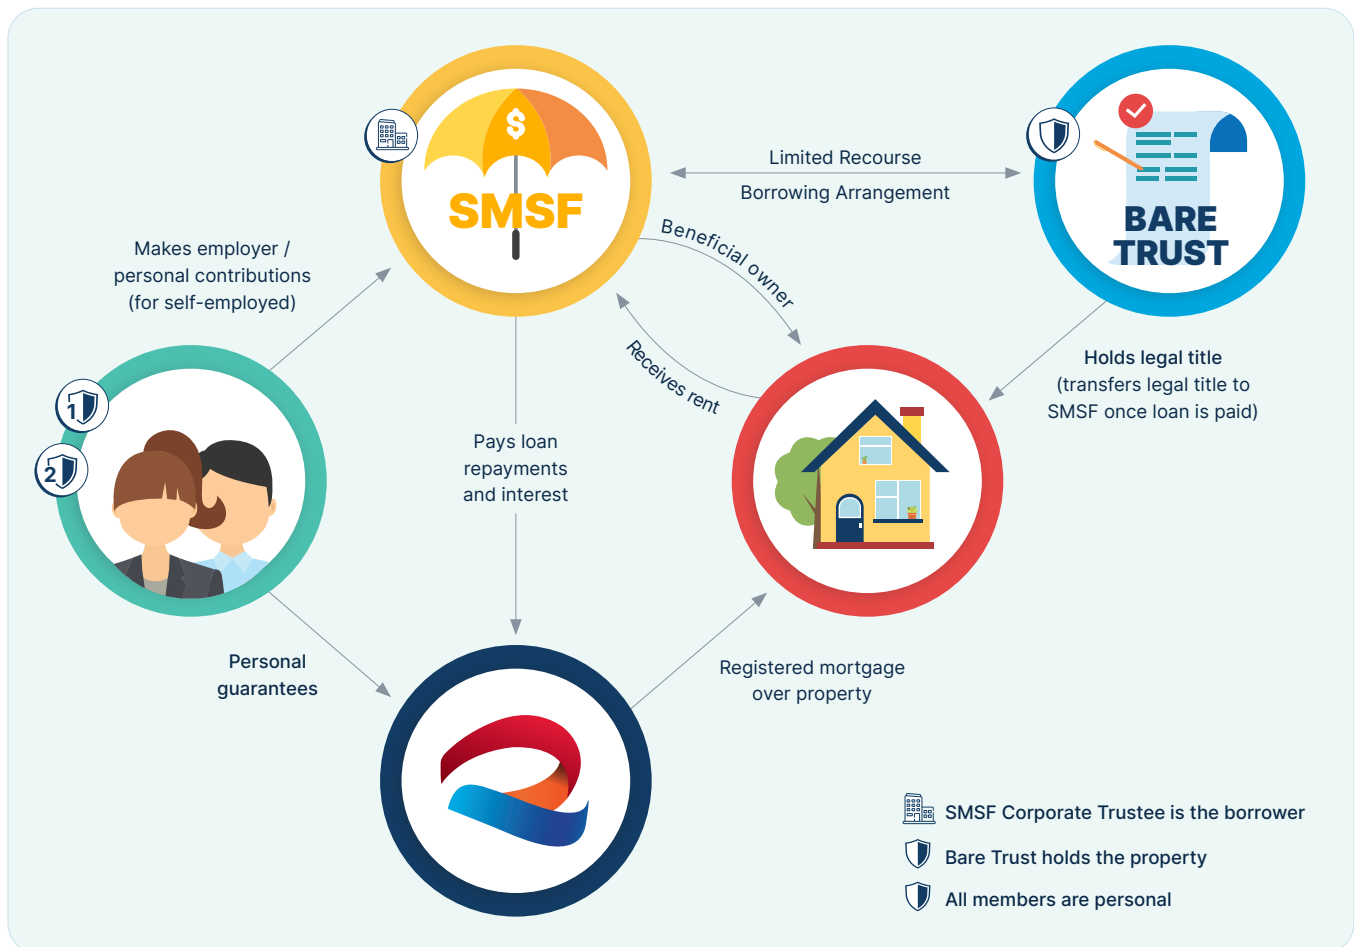 $
SMSF
BARE
TRUST
Limited Recourse
Borrowing Arrangement
Beneficial owner
Receives rent
Makes employer /
personal contributions
(for self-employed)
Holds legal title
(transfers legal title to
SMSF once loan is paid)
1
2
Pays loan
repayments
and interest
Personal
guarantees
Registered mortgage
over property
SMSF Corporate Trustee is the borrower
Bare Trust holds the property
All members are personal